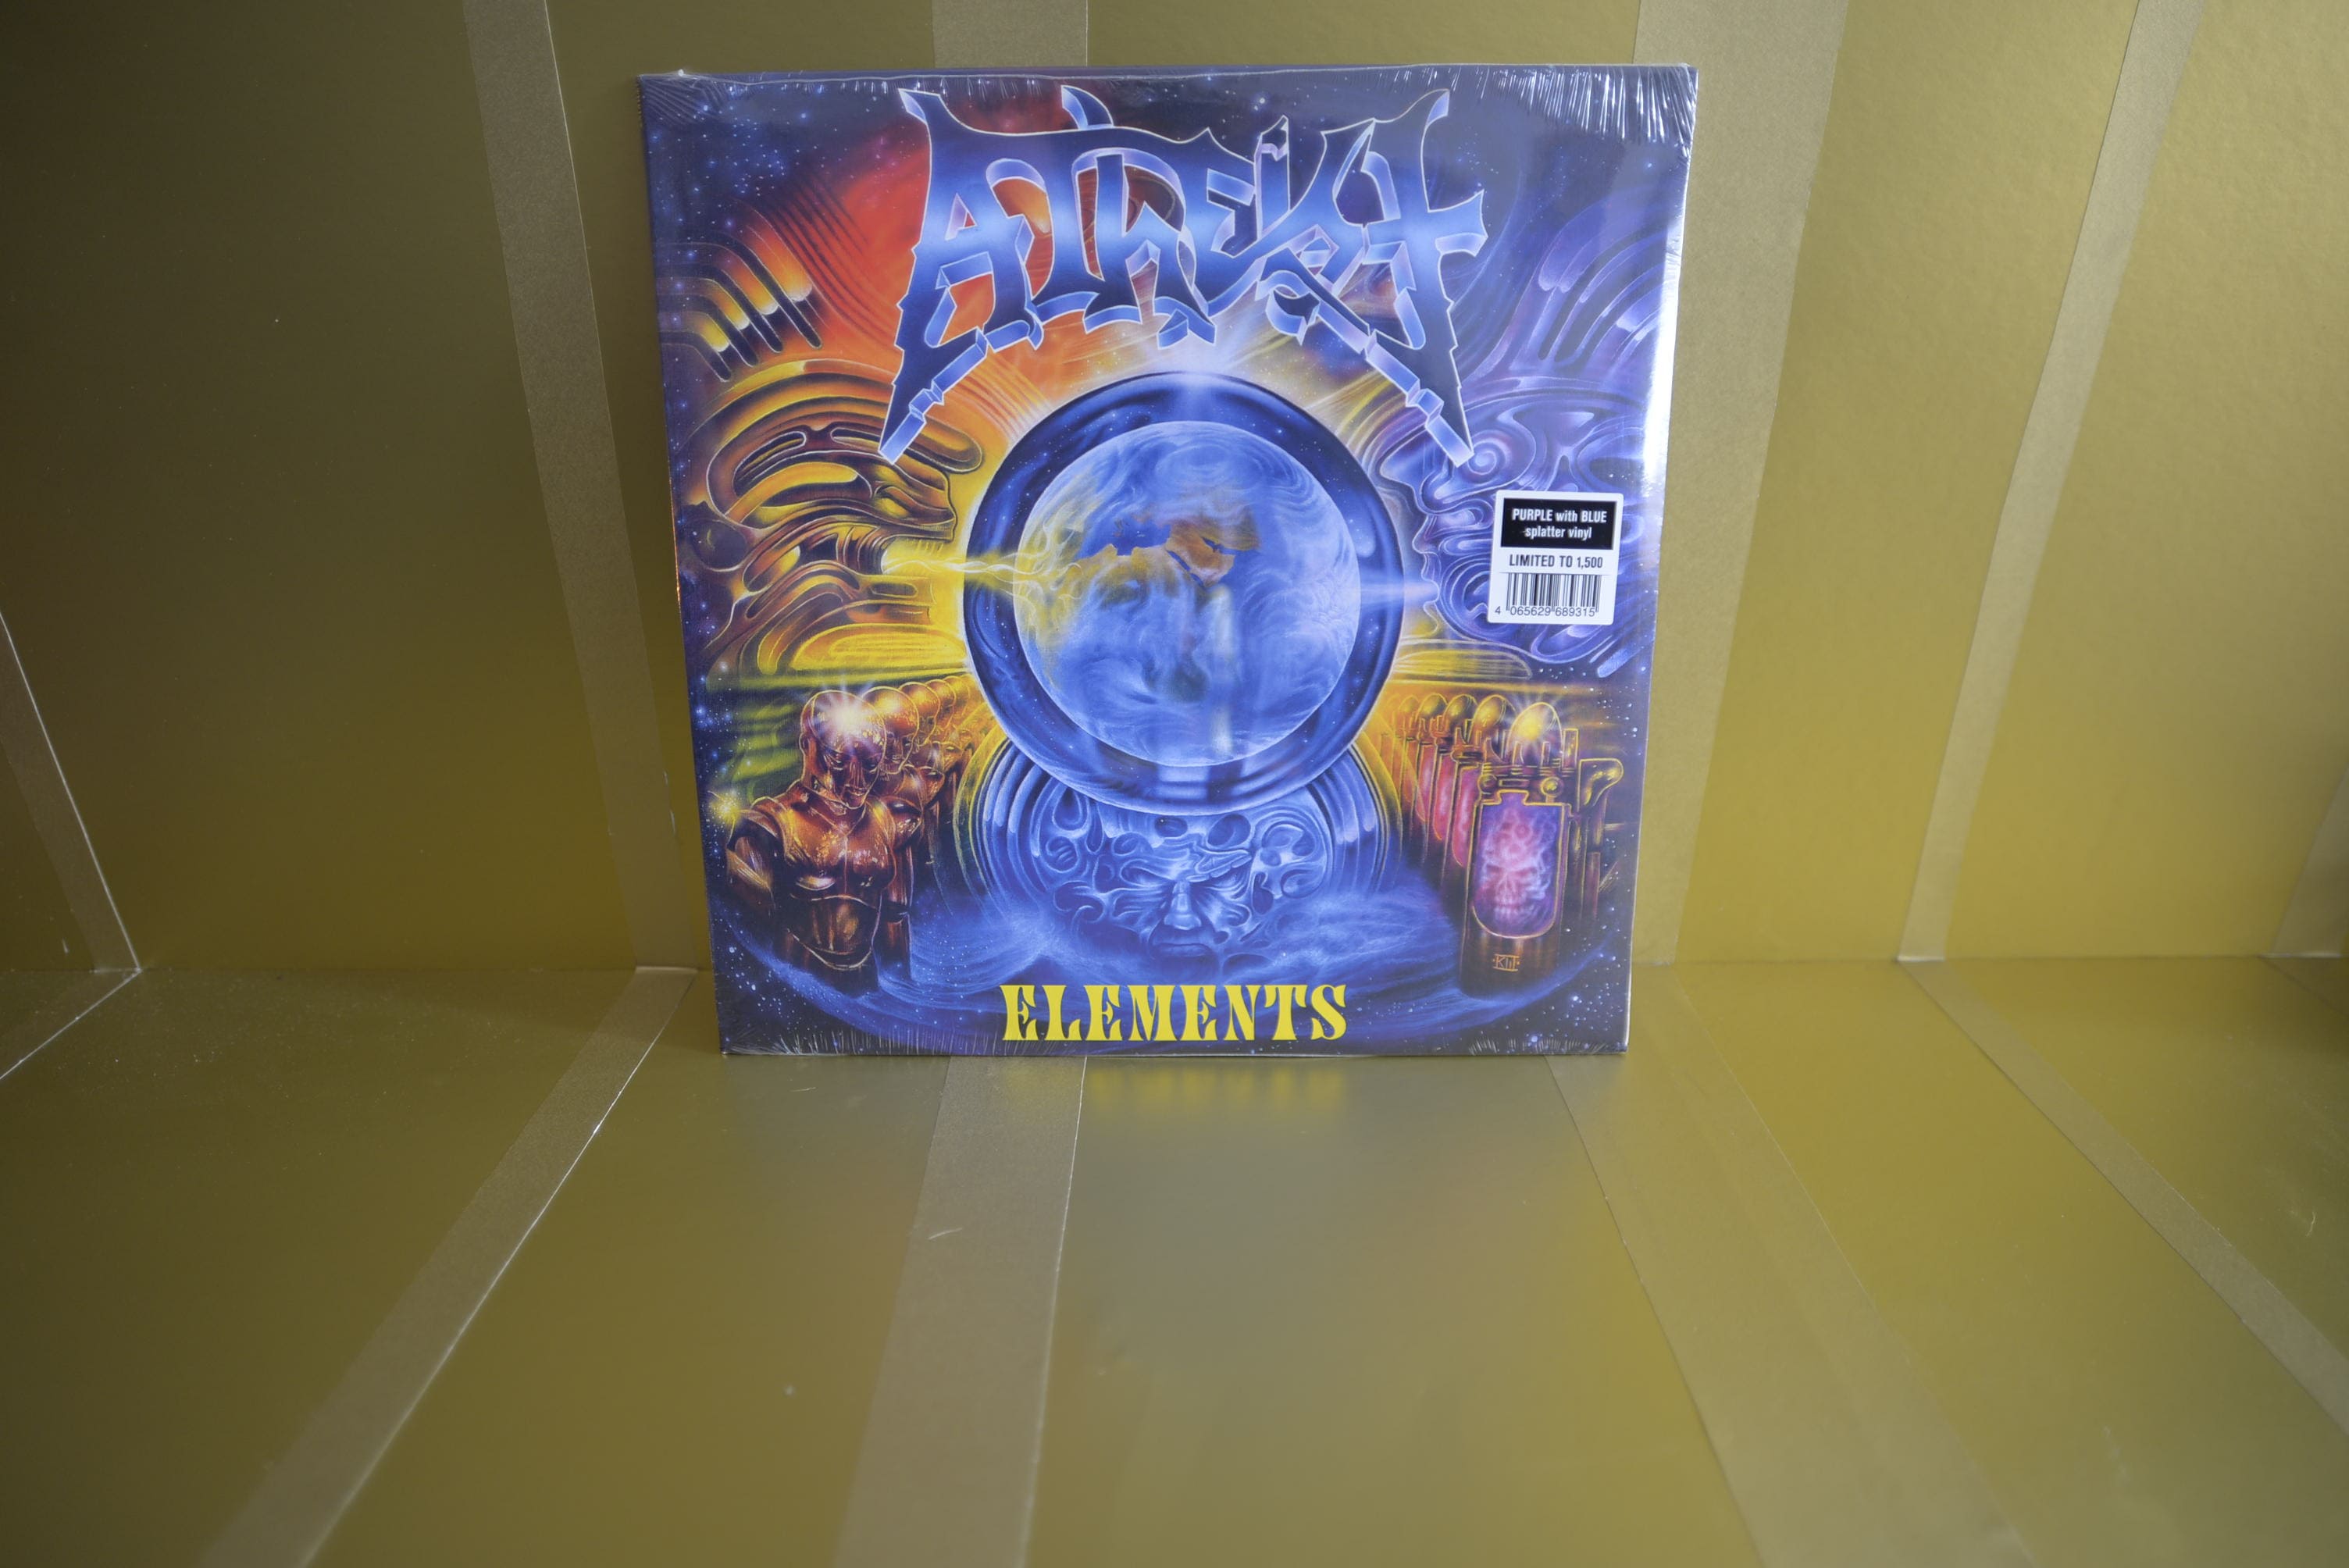 Atheist
PURPLE with BLUE
splatter vinyl
LIMITED TO 1,500
4 065629 689315
ELEMENTS